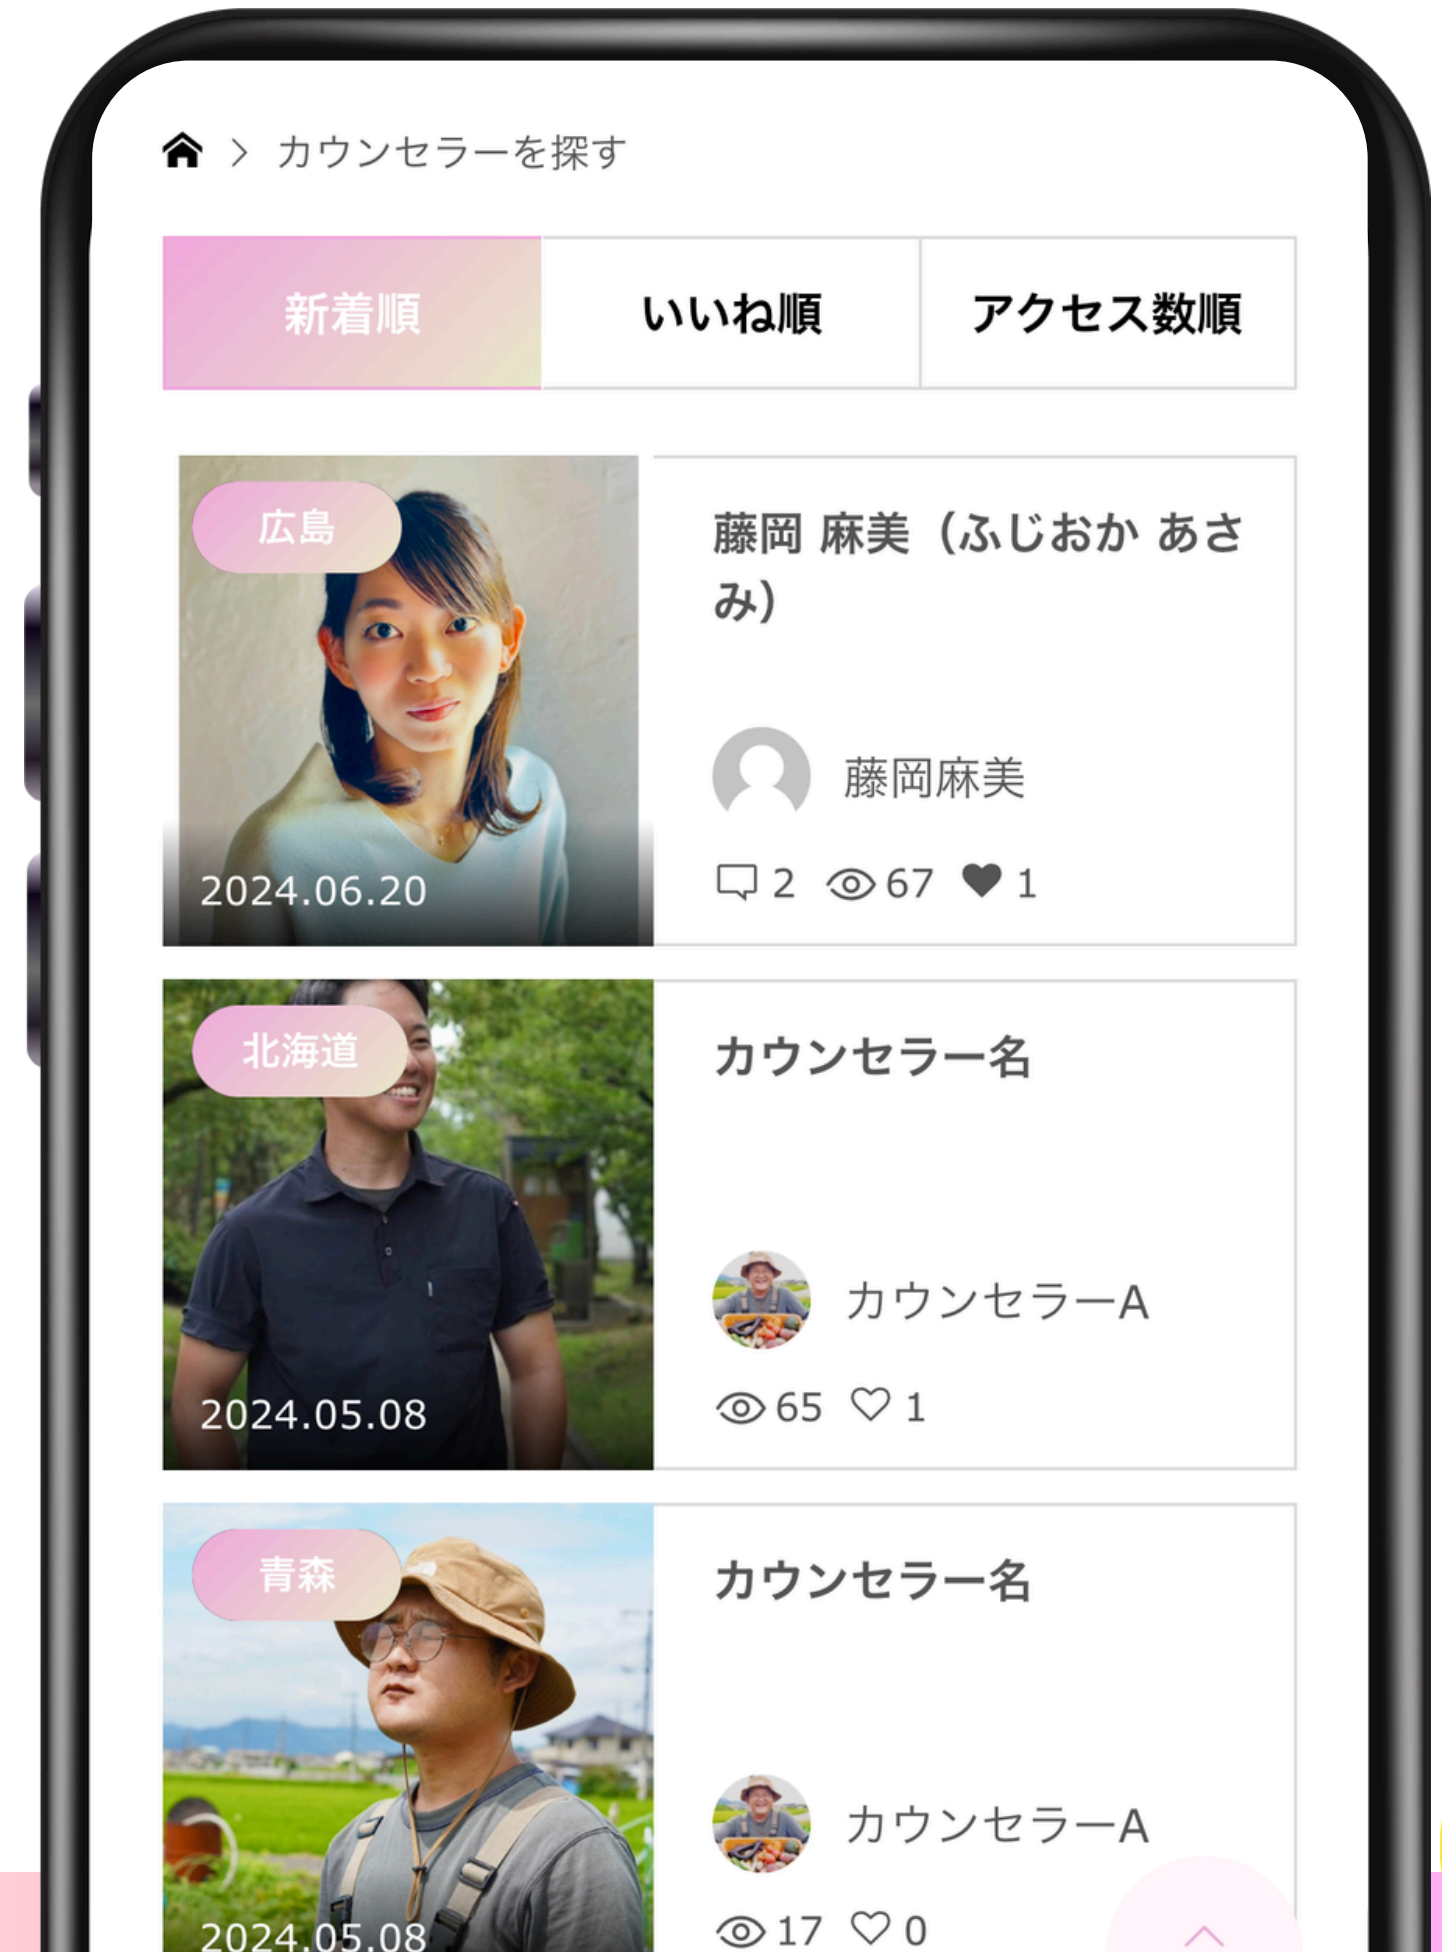 カウンセラーを探す
新着順
いいね順
アクセス数順
広島
藤岡 麻美（ふじおか あさ
み）
藤岡麻美
2 67 1
2024.06.20
北海道
カウンセラー名
カウンセラーA
65 1
2024.05.08
青森
カウンセラー名
カウンセラーA
17 0
2024.05.08